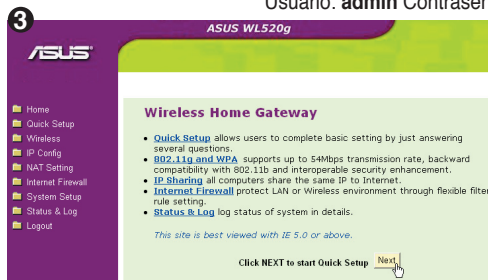 Usuario: admin Contraseñ
3
ASUS WL520g
ASUS
Home
Quick Setup
Wireless
IP Config
NAT Setting
Internet Firewall
System Setup
Status & Log
Logout
Wireless Home Gateway
• Quick Setup allows users to complete basic setting by just answering
several questions.
• 802.11g and WPA supports up to 54Mbps transmission rate, backward
compatibility with 802.11b and interoperable security enhancement.
• IP Sharing all computers share the same IP to Internet.
• Internet Firewall protect LAN or Wireless environment through flexible filter
rule setting.
• Status & Log log status of system in details.
This site is best viewed with IE 5.0 or above.
Click NEXT to start Quick Setup Next